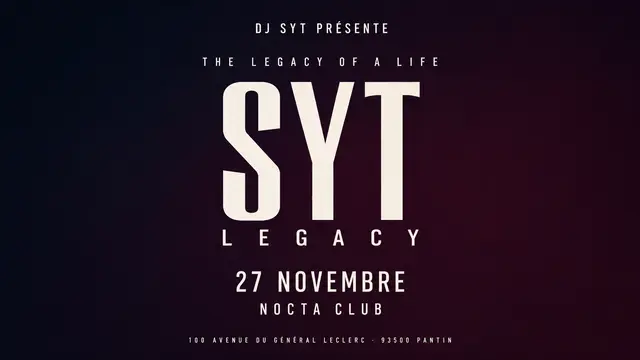 DJ SYT PRÉSENTE
THE LEGACY OF A LIFE
SYT
LEGACY
27 NOVEMBRE
NOCTA CLUB
100 AVENUE DU GÉNÉRAL LECLERC - 93500 PANTIN